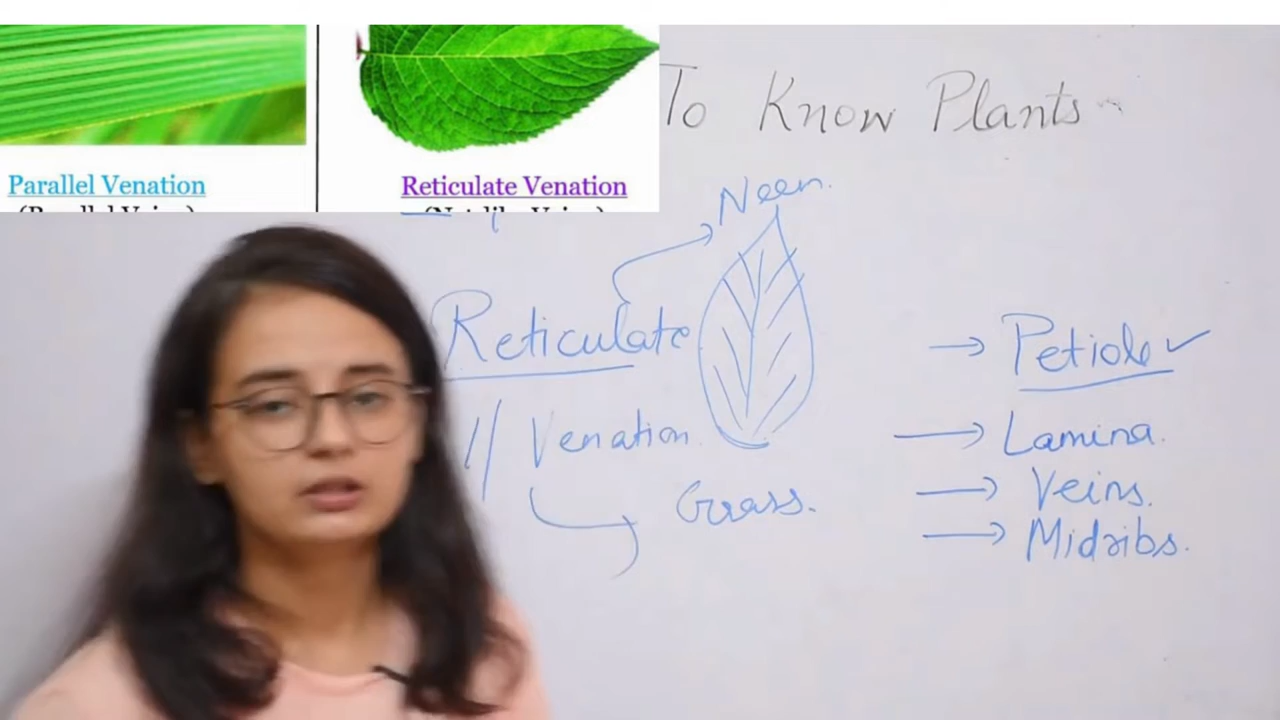 To Know Plants
Parallel Venation
Reticulate Venation
Neem
Reticulate
// Venation
Grass.
→ Petiole ✓
→ Lamina.
→ Veins.
→ Midribs.